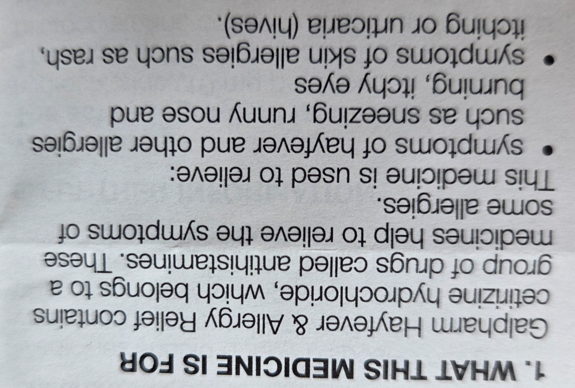 1. WHAT THIS MEDICINE IS FOR
Galpharm Hayfever & Allergy Relief contains
cetirizine hydrochloride, which belongs to a
group of drugs called antihistamines. These
medicines help to relieve the symptoms of
some allergies.
This medicine is used to relieve:
• symptoms of hayfever and other allergies
such as sneezing, runny nose and
burning, itchy eyes
• symptoms of skin allergies such as rash,
itching or urticaria (hives).